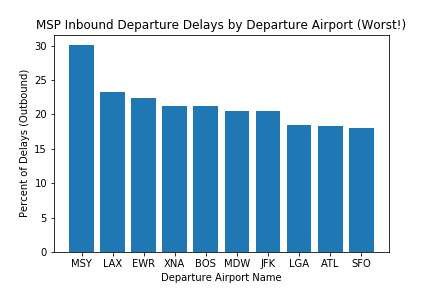 MSP Inbound Departure Delays by Departure Airport (Worst!)
Percent of Delays (Outbound)
30
25
20
15
10
5
0
MSY LAX EWR XNA BOS MDW JFK LGA ATL SFO
Departure Airport Name